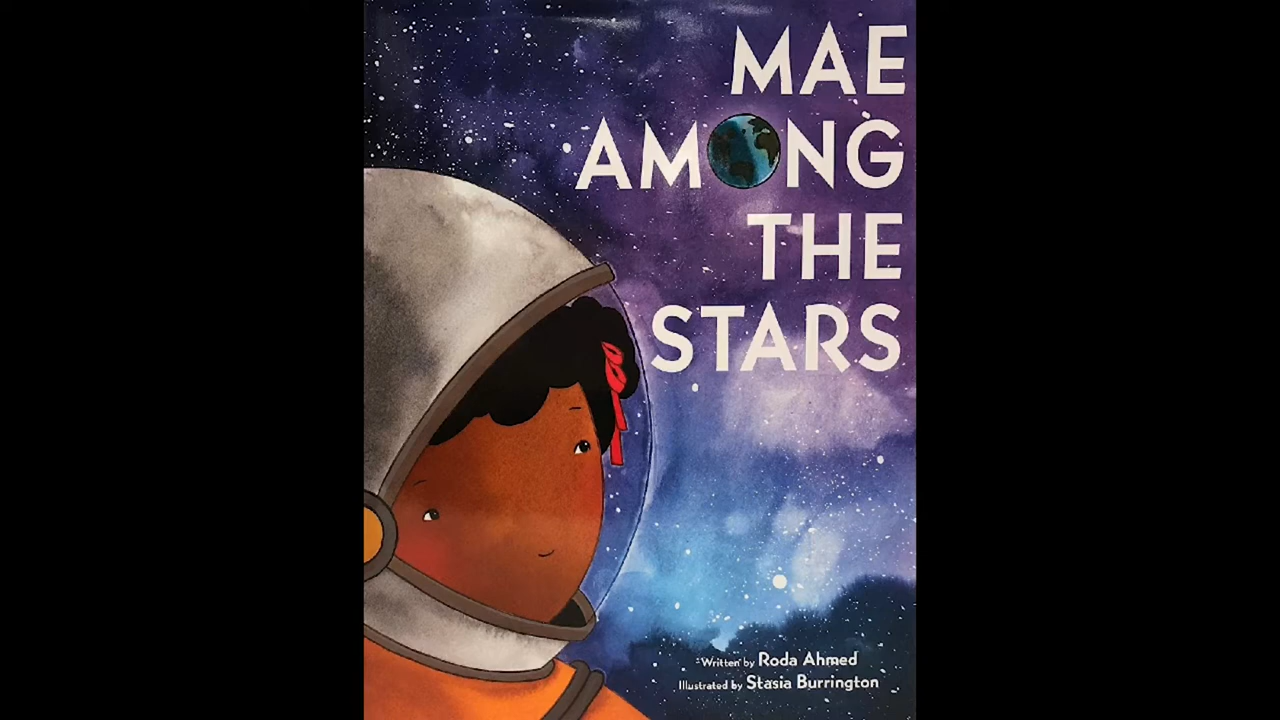 MAE
AMONG
THE
STARS
Written by Roda Ahmed
Illustrated by Stasia Burrington